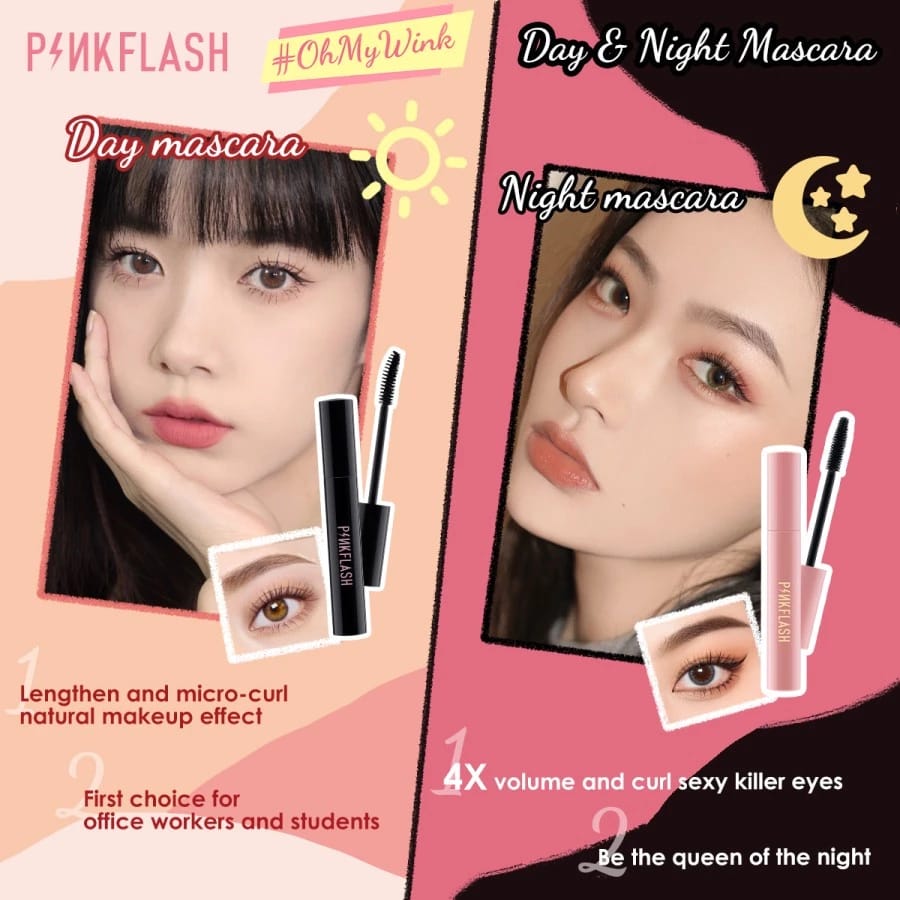 PINKFLASH
#OhMyWink
Day & Night Mascara
Day mascara
Night mascara
PINKFLASH
PINKFLASH
1
Lengthen and micro-curl
natural makeup effect
2
First choice for
office workers and students
1
4X volume and curl sexy killer eyes
2
Be the queen of the night